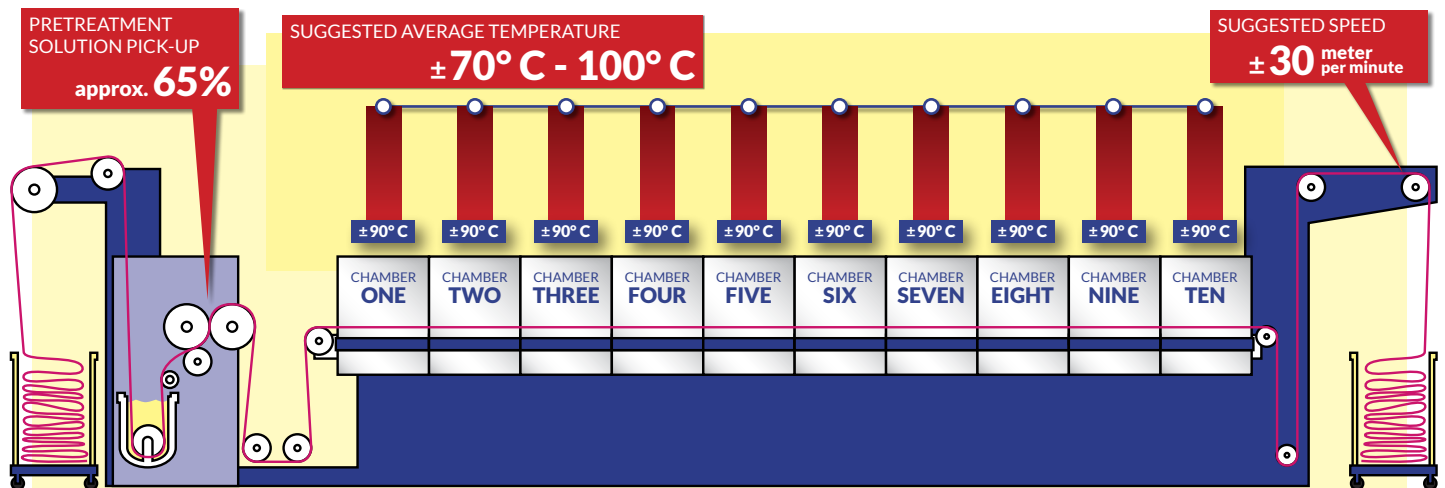 PRETREATMENT
SOLUTION PICK-UP
approx. 65%
SUGGESTED AVERAGE TEMPERATURE
±70° C - 100° C
SUGGESTED SPEED
±30 meter
per minute
±90° C
±90° C
±90° C
±90° C
±90° C
±90° C
±90° C
±90° C
±90° C
±90° C
CHAMBER
ONE
CHAMBER
TWO
CHAMBER
THREE
CHAMBER
FOUR
CHAMBER
FIVE
CHAMBER
SIX
CHAMBER
SEVEN
CHAMBER
EIGHT
CHAMBER
NINE
CHAMBER
TEN